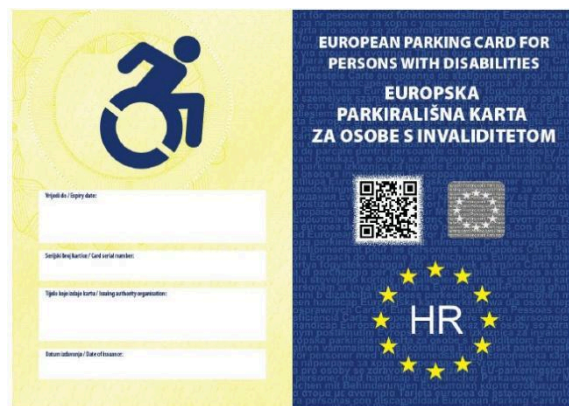 Vrijedi do / Expiry date:
Serijski broj kartice / Card serial number:
Tijelo koje izdaje kartu / Issuing authority organisation:
Datum izdavanja / Date of issuance:
EUROPEAN PARKING CARD FOR
PERSONS WITH DISABILITIES
EUROPSKA
PARKIRALIŠNA KARTA
ZA OSOBE S INVALIDITETOM
HR